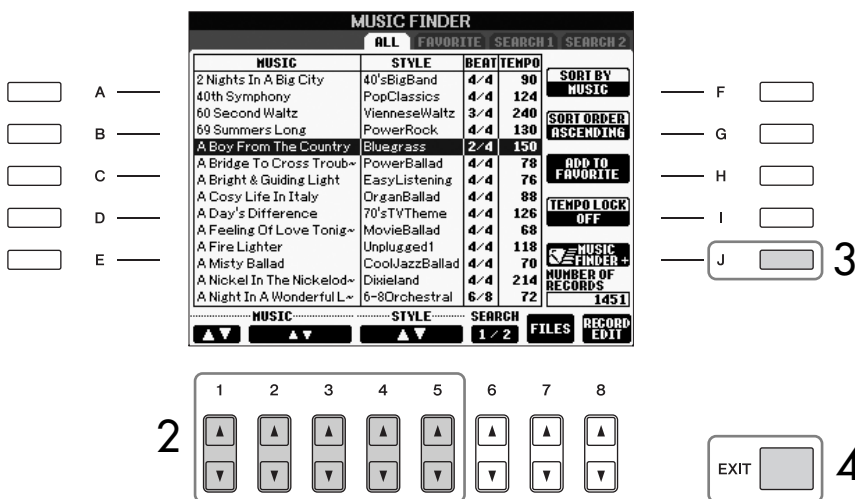 MUSIC FINDER
ALL FAVORITE SEARCH 1 SEARCH 2
MUSIC STYLE BEAT TEMPO
2 Nights In A Big City 40'sBigBand 4/4 90
40th Symphony PopClassics 4/4 124
60 Second Waltz VienneseWaltz 3/4 240
69 Summers Long PowerRock 4/4 130
A Boy From The Country Bluegrass 2/4 150
A Bridge To Cross Troub~ PowerBallad 4/4 78
A Bright & Guiding Light EasyListening 4/4 76
A Cosy Life In Italy OrganBallad 4/4 88
A Day's Difference 70'sTVTheme 4/4 126
A Feeling Of Love Tonig~ MovieBallad 4/4 68
A Fire Lighter Unplugged1 4/4 118
A Misty Ballad CoolJazzBallad 4/4 70
A Nickel In The Nickelod~ Dixieland 4/4 214
A Night In A Wonderful L~ 6-8Orchestral 6/8 72
SORT BY
MUSIC
SORT ORDER
ASCENDING
ADD TO
FAVORITE
TEMPO LOCK
OFF
MUSIC
FINDER +
NUMBER OF
RECORDS
1451
MUSIC STYLE SEARCH
1/2 FILES RECORD
EDIT
A
B
C
D
E
F
G
H
I
J 3
1 2 3 4 5 6 7 8
2
EXIT 4